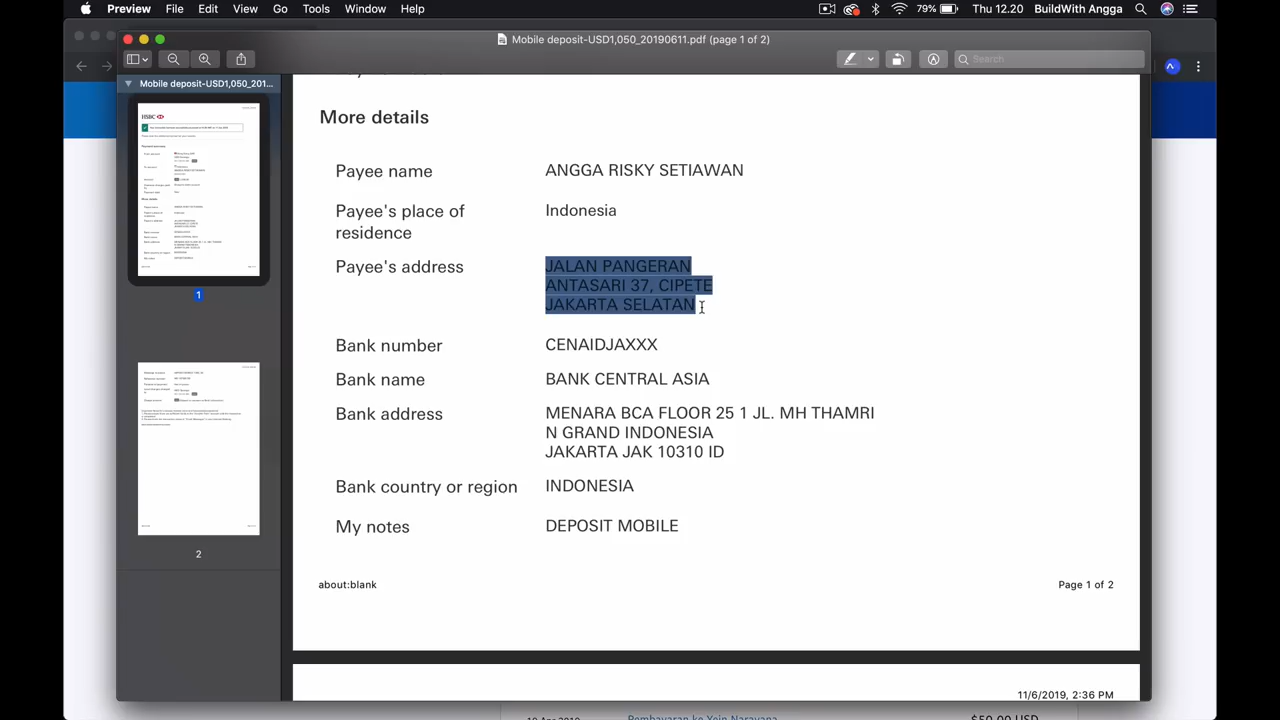 Preview File Edit View Go Tools Window Help 79% Thu 12.20 BuildWith Angga
Mobile deposit-USD1,050_20190611.pdf (page 1 of 2)
Search
Mobile deposit-USD1,050_201...
HSBC
1
2
More details
Payee name ANGGA RISKY SETIAWAN
Payee's pace of Indonesia
residence
Payee's address JALAN PANGERAN
ANTASARI 37, CIPETE
JAKARTA SELATAN
Bank number CENAIDJAXXX
Bank name BANK CENTRAL ASIA
Bank address MENARA BCA FLOOR 25 1 JL. MH THAMRI
N GRAND INDONESIA
JAKARTA JAK 10310 ID
Bank country or region INDONESIA
My notes DEPOSIT MOBILE
about:blank Page 1 of 2
11/6/2019, 2:36 PM